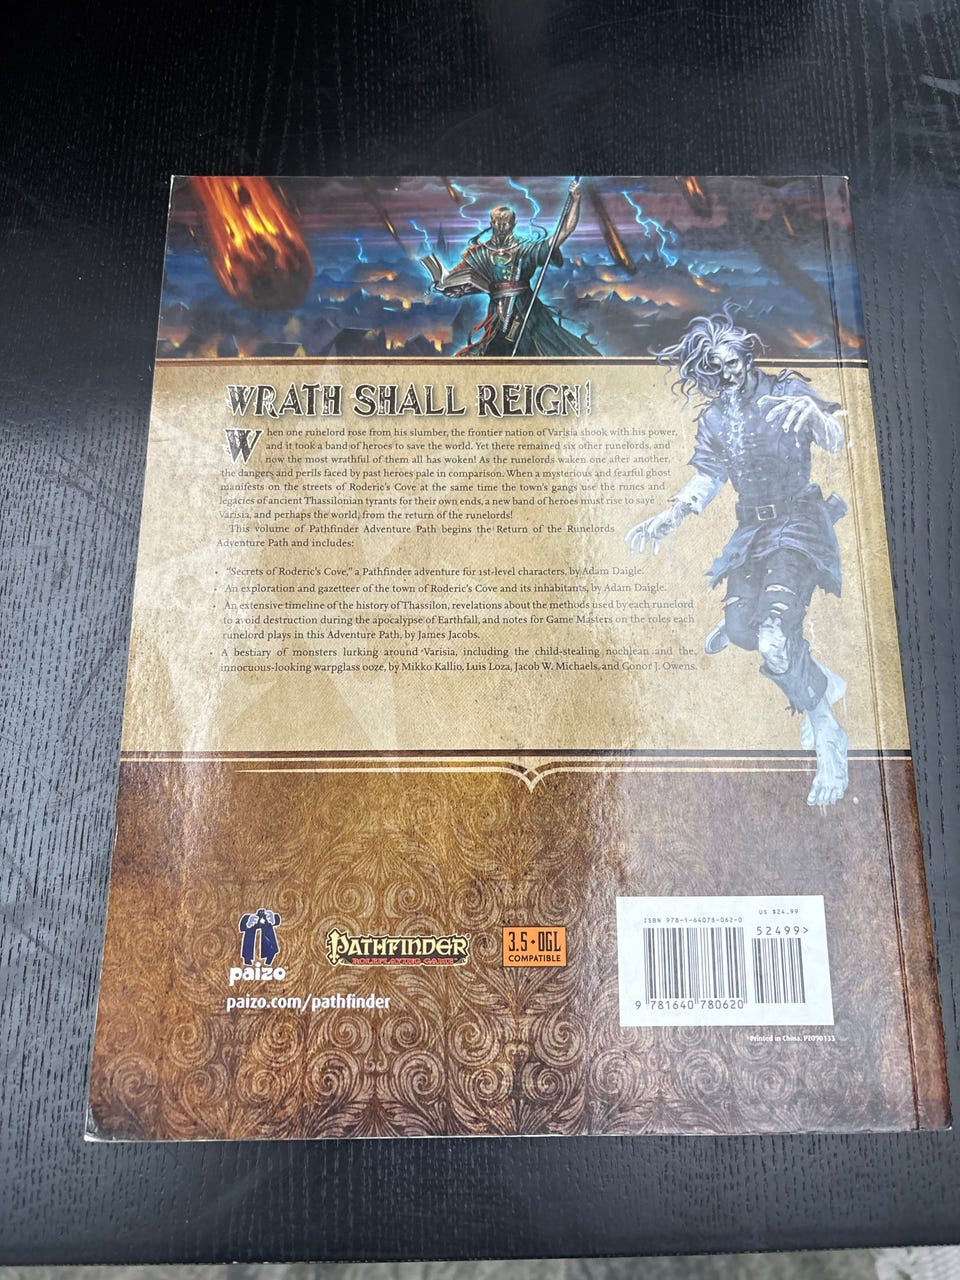 WRATH SHALL REIGN!
When one runelord rose from his slumber, the frontier nation of Varisia shook with his power,
and it took a band of heroes to save the world. Yet there remained six other runelords, and
now the most wrathful of them all has woken! As the runelords waken one after another,
the dangers and perils faced by past heroes pale in comparison. When a mysterious and fearful ghost
manifests on the streets of Roderic's Cove at the same time the town's gangs use the runes and
legacies of ancient Thassilonian tyrants for their own ends, a new band of heroes must rise to save
Varisia, and perhaps the world, from the return of the runelords!
This volume of Pathfinder Adventure Path begins the Return of the Runelords
Adventure Path and includes:
• "Secrets of Roderic's Cove," a Pathfinder adventure for 1st-level characters, by Adam Daigle.
• An exploration and gazetteer of the town of Roderic's Cove and its inhabitants, by Adam Daigle.
• An extensive timeline of the history of Thassilon, revelations about the methods used by each runelord
to avoid destruction during the apocalypse of Earthfall, and notes for Game Masters on the roles each
runelord plays in this Adventure Path, by James Jacobs.
• A bestiary of monsters lurking around Varisia, including the child-stealing nochlean and the
innocuous-looking warpglass ooze, by Mikko Kallio, Luis Loza, Jacob W. Michaels, and Conor J. Owens.
paizo
paizo.com/pathfinder
PATHFINDER
ROLEPLAYING GAME
3.5 • OGL
COMPATIBLE
US $24.99
ISBN 978-1-64078-062-0
52499>
9 781640 780620
Printed in China. PZO90133